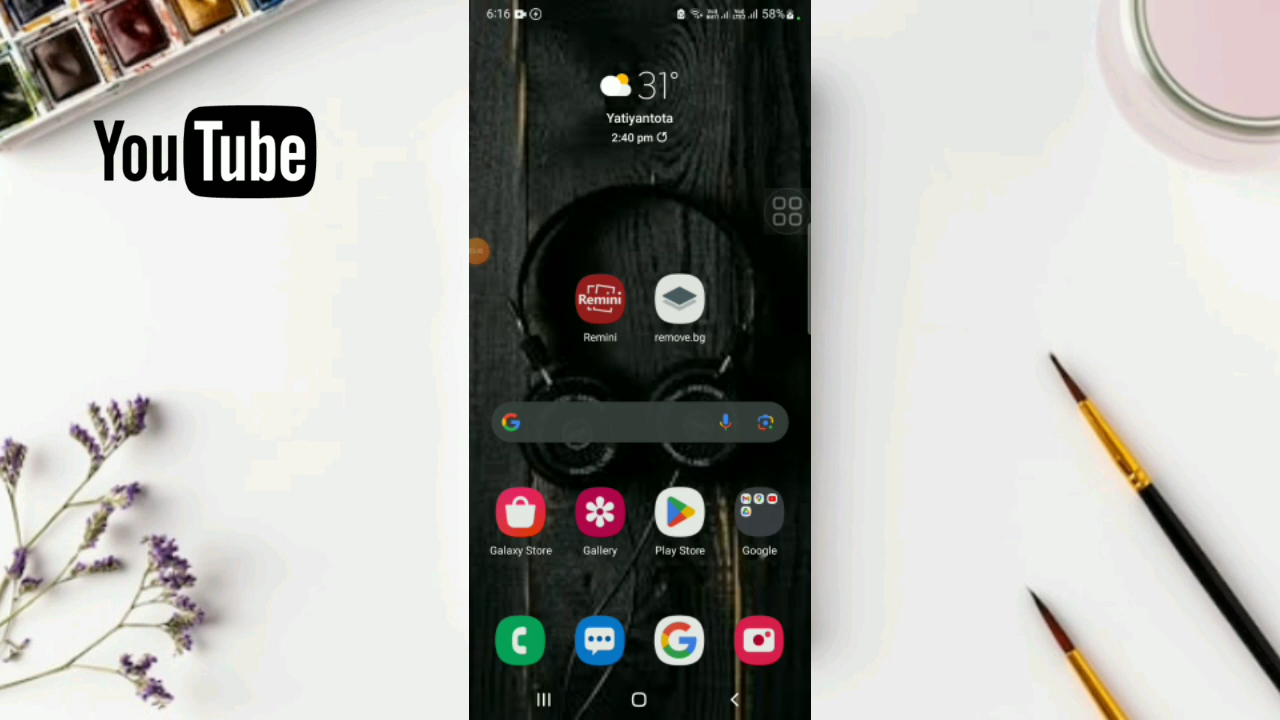 YouTube
6:16
58%
31°
Yatiyantota
2:40 pm
Remini
Remini
remove.bg
Galaxy Store
Gallery
Play Store
Google